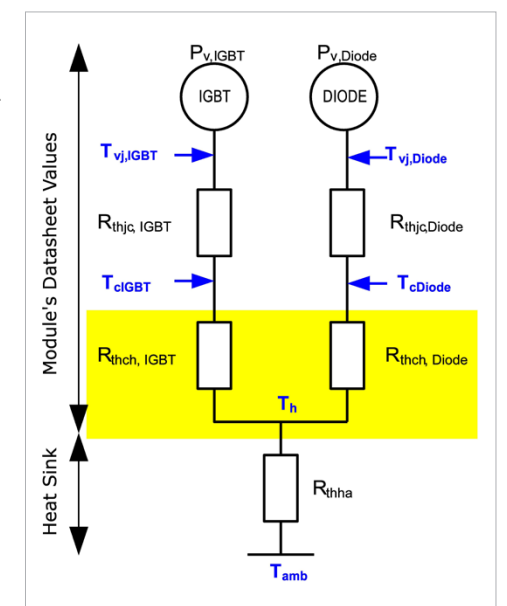 Pv,IGBT
Pv,Diode
IGBT
DIODE
Tvj,IGBT
Tvj,Diode
Rthjc, IGBT
Rthjc,Diode
TcIGBT
TcDiode
Rthch, IGBT
Rthch, Diode
Th
Rthha
Tamb
Module's Datasheet Values
Heat Sink